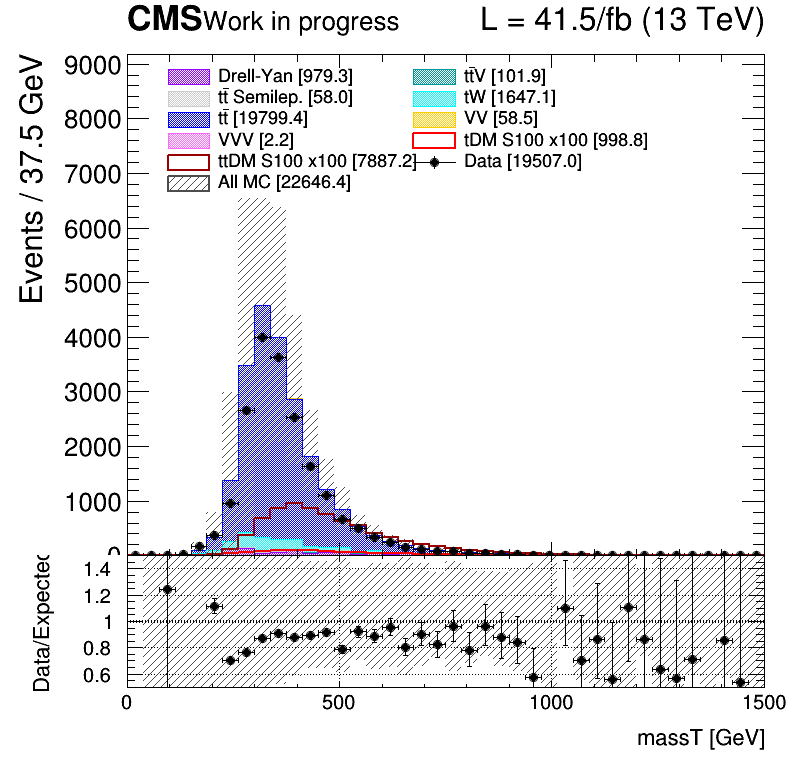 CMS Work in progress L = 41.5/fb (13 TeV)
Events / 37.5 GeV
9000
8000
7000
6000
5000
4000
3000
2000
1000
0
Drell-Yan [979.3] tt̄V [101.9]
tt̄ Semilep. [58.0] tW [1647.1]
tt̄ [19799.4] VV [58.5]
VVV [2.2] tDM S100 x100 [998.8]
ttDM S100 x100 [7887.2] Data [19507.0]
All MC [22646.4]
Data/Expected
1.4
1.2
1
0.8
0.6
0 500 1000 1500
massT [GeV]